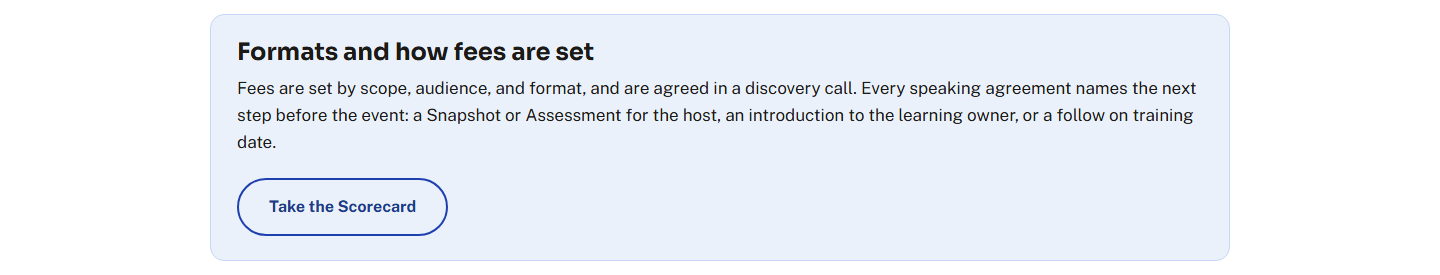 Formats and how fees are set
Fees are set by scope, audience, and format, and are agreed in a discovery call. Every speaking agreement names the next
step before the event: a Snapshot or Assessment for the host, an introduction to the learning owner, or a follow on training
date.
Take the Scorecard